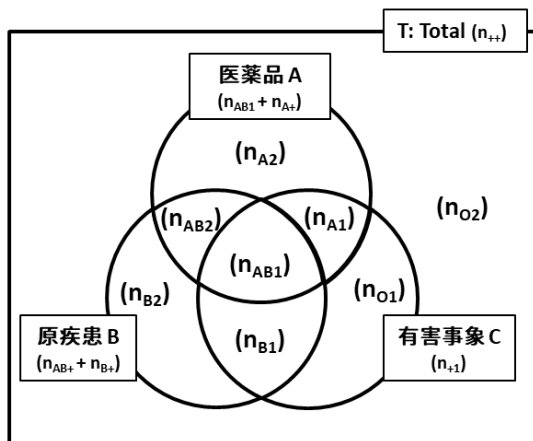 T: Total (n++)
医薬品 A
(nAB1 + nA+)
(nA2)
(nAB2)
(nA1)
(nO2)
(nAB1)
(nB2)
(nO1)
(nB1)
原疾患 B
(nAB+ + nB+)
有害事象 C
(n+1)